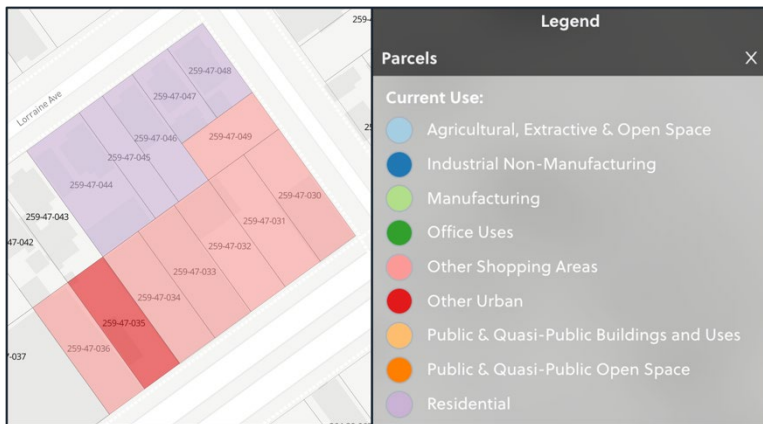 259-
Legend
Parcels X
Current Use:
Agricultural, Extractive & Open Space
Industrial Non-Manufacturing
Manufacturing
Office Uses
Other Shopping Areas
Other Urban
Public & Quasi-Public Buildings and Uses
Public & Quasi-Public Open Space
Residential
Lorraine Ave
259-47-048
259-47-047
259-47-046
259-47-049
259-47-045
259-47-044
259-47-030
259-47-043
259-47-031
47-042
259-47-032
259-47-033
259-47-034
259-47-035
259-47-036
-037